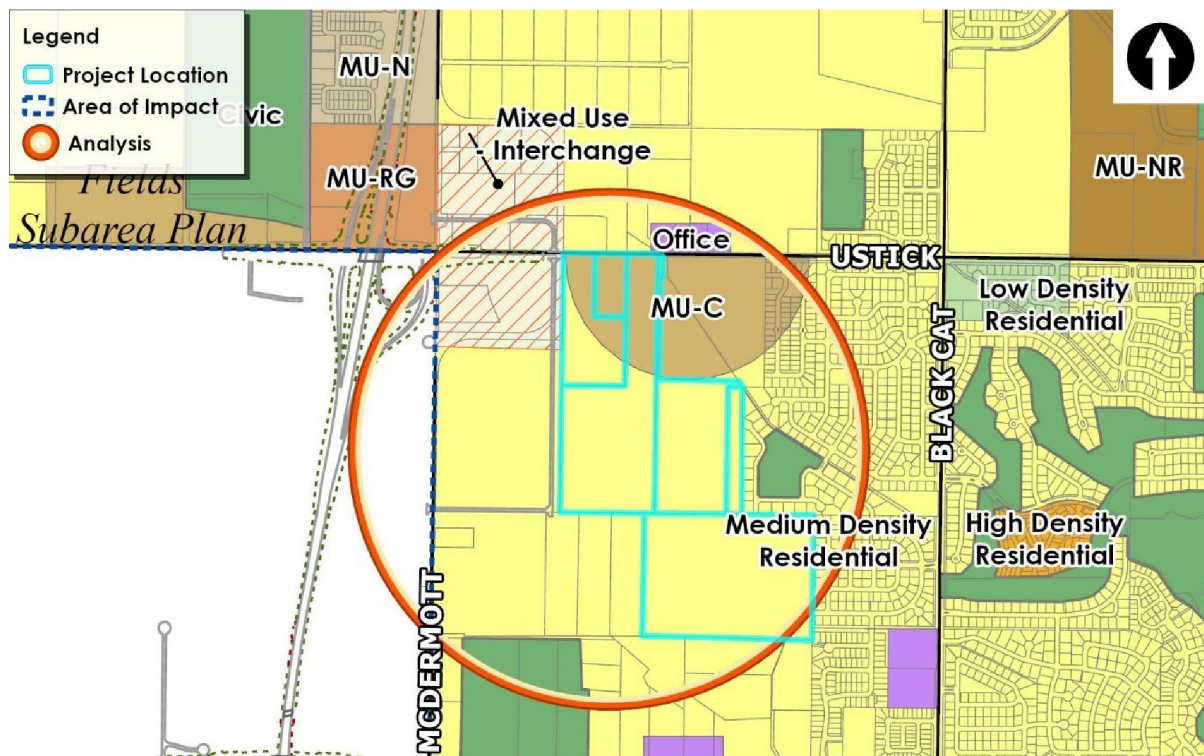 Legend
Project Location
Area of Impact
Analysis
Civic
Fields
Subarea Plan
MU-N
MU-RG
Mixed Use
- Interchange
MU-NR
Office
USTICK
MU-C
Low Density
Residential
BLACK CAT
Medium Density
Residential
High Density
Residential
MCDERMOTT